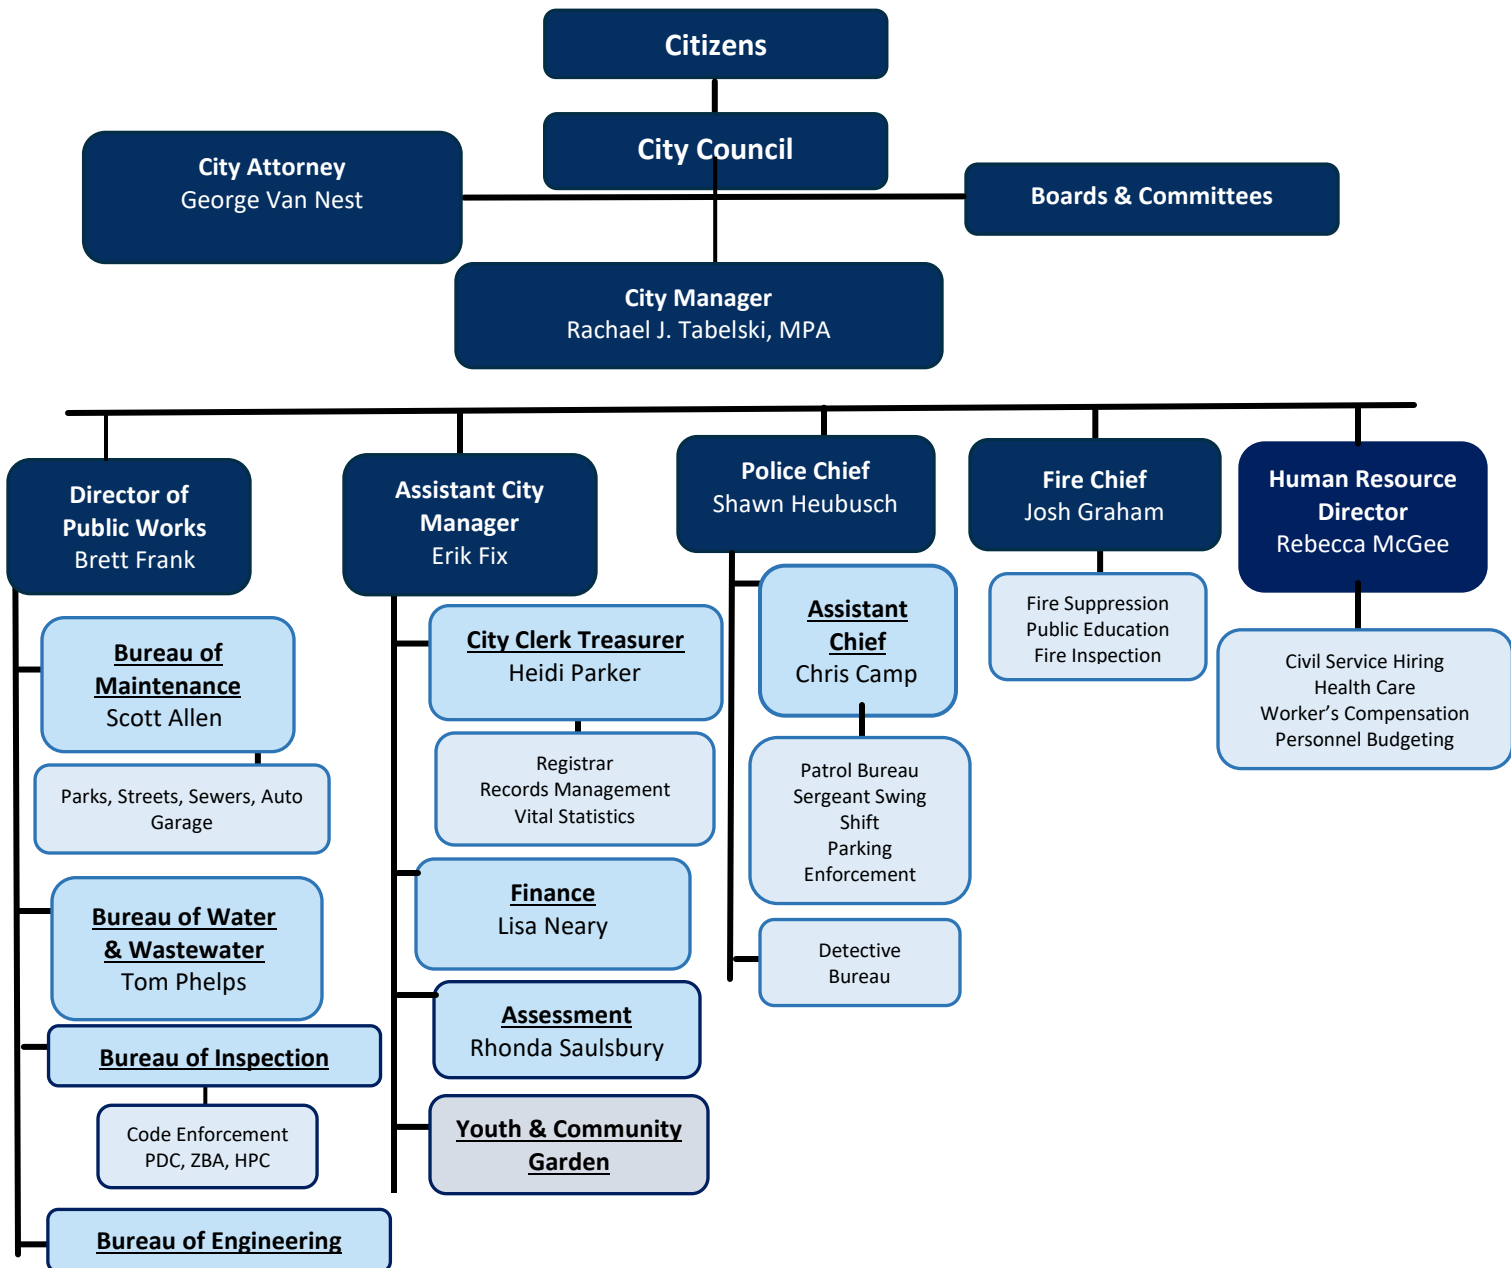 Citizens
City Council
City Attorney
George Van Nest
Boards & Committees
City Manager
Rachael J. Tabelski, MPA
Director of
Public Works
Brett Frank
Bureau of
Maintenance
Scott Allen
Parks, Streets, Sewers, Auto
Garage
Bureau of Water
& Wastewater
Tom Phelps
Bureau of Inspection
Code Enforcement
PDC, ZBA, HPC
Bureau of Engineering
Assistant City
Manager
Erik Fix
City Clerk Treasurer
Heidi Parker
Registrar
Records Management
Vital Statistics
Finance
Lisa Neary
Assessment
Rhonda Saulsbury
Youth & Community
Garden
Police Chief
Shawn Heubusch
Assistant
Chief
Chris Camp
Patrol Bureau
Sergeant Swing
Shift
Parking
Enforcement
Detective
Bureau
Fire Chief
Josh Graham
Fire Suppression
Public Education
Fire Inspection
Human Resource
Director
Rebecca McGee
Civil Service Hiring
Health Care
Worker’s Compensation
Personnel Budgeting